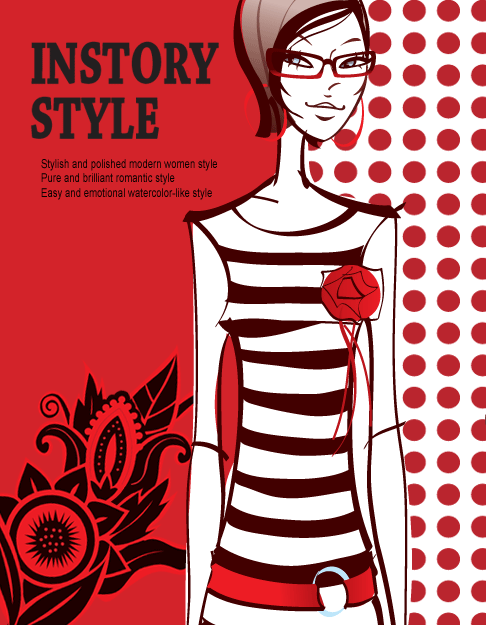 INSTORY
STYLE
Stylish and polished modern women style
Pure and brilliant romantic style
Easy and emotional watercolor-like style